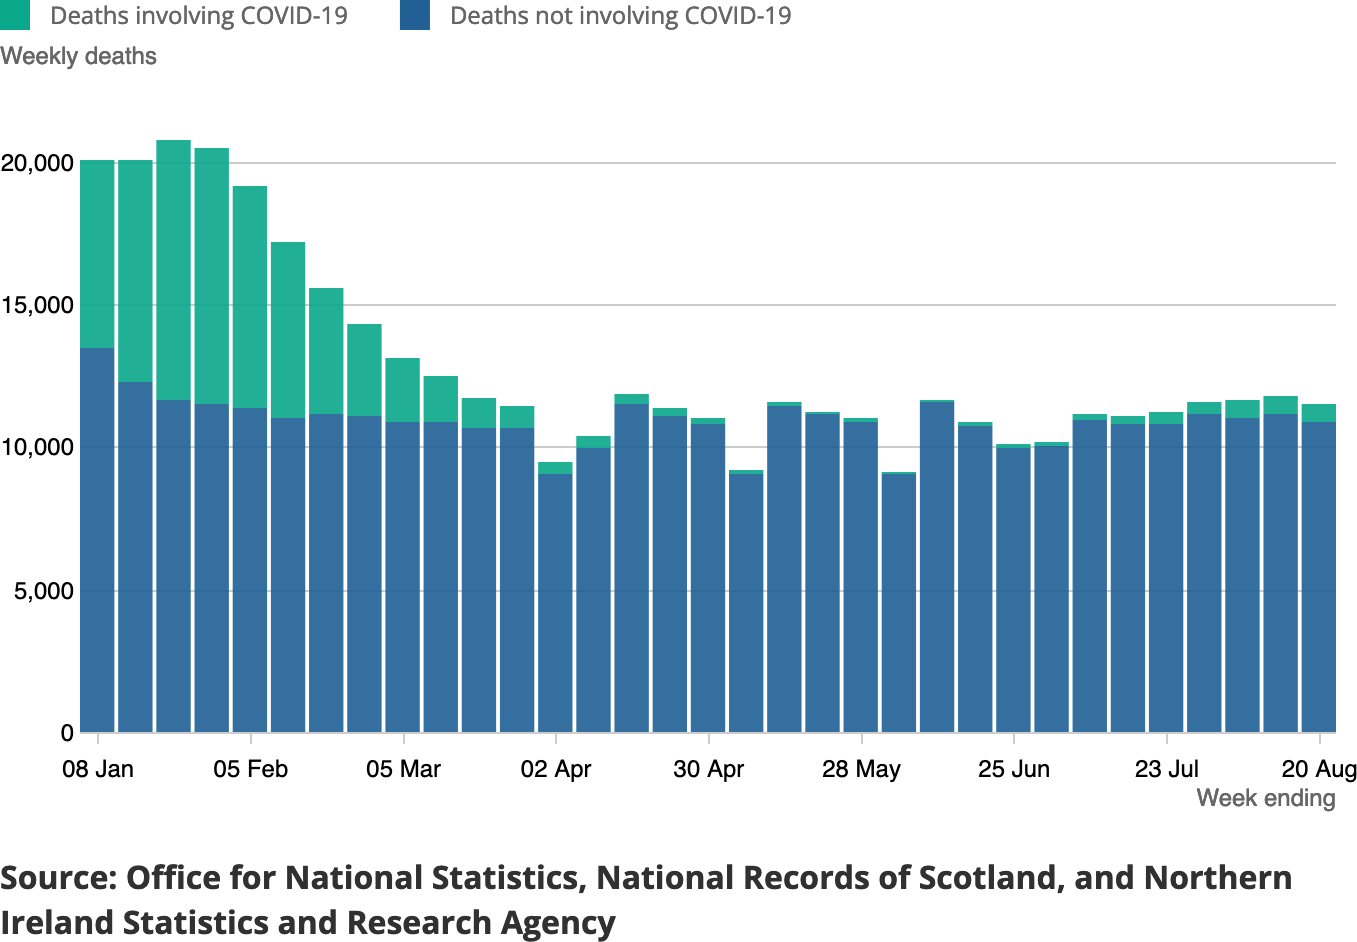 Deaths involving COVID-19 Deaths not involving COVID-19
Weekly deaths
20,000
15,000
10,000
5,000
0
08 Jan 05 Feb 05 Mar 02 Apr 30 Apr 28 May 25 Jun 23 Jul 20 Aug
Week ending
Source: Office for National Statistics, National Records of Scotland, and Northern
Ireland Statistics and Research Agency